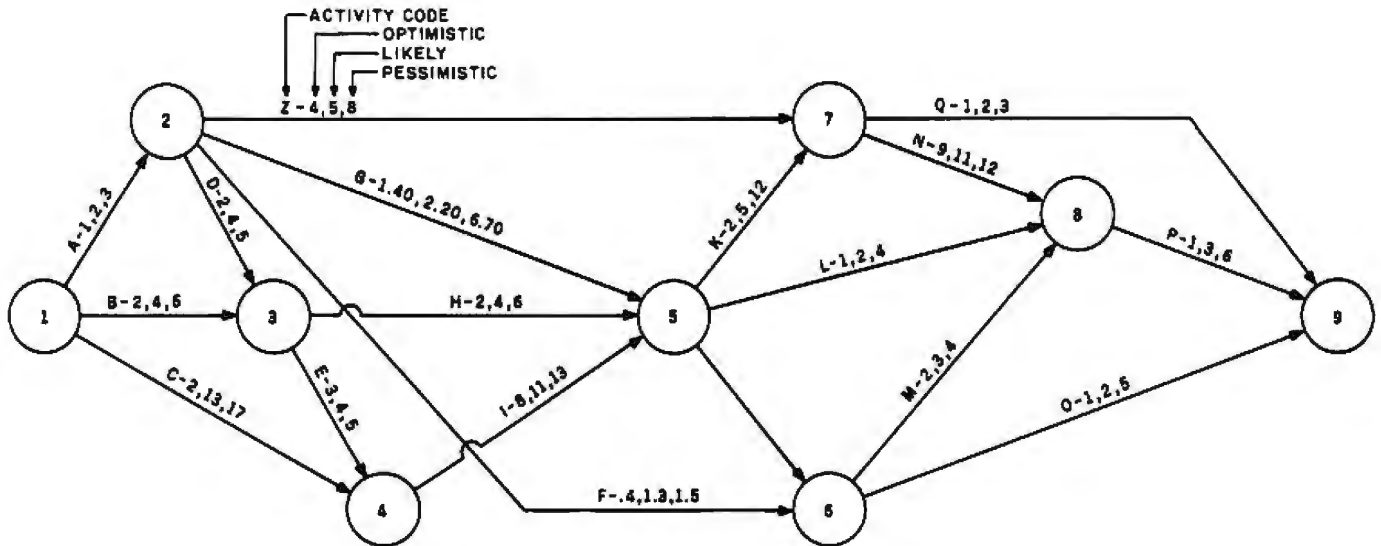 ACTIVITY CODE
OPTIMISTIC
LIKELY
PESSIMISTIC
Z-4,5,8
Q-1,2,3
2
7
N-9,11,12
A-1,2,3
D-2,4,5
G-1.40,2.20,6.70
K-2,5,12
8
L-1,2,4
P-1,3,6
1
B-2,4,5
3
H-2,4,6
5
9
C-2,13,17
E-3,4,5
I-8,11,13
M-2,3,4
O-1,2,5
4
F-.4,1.3,1.5
6